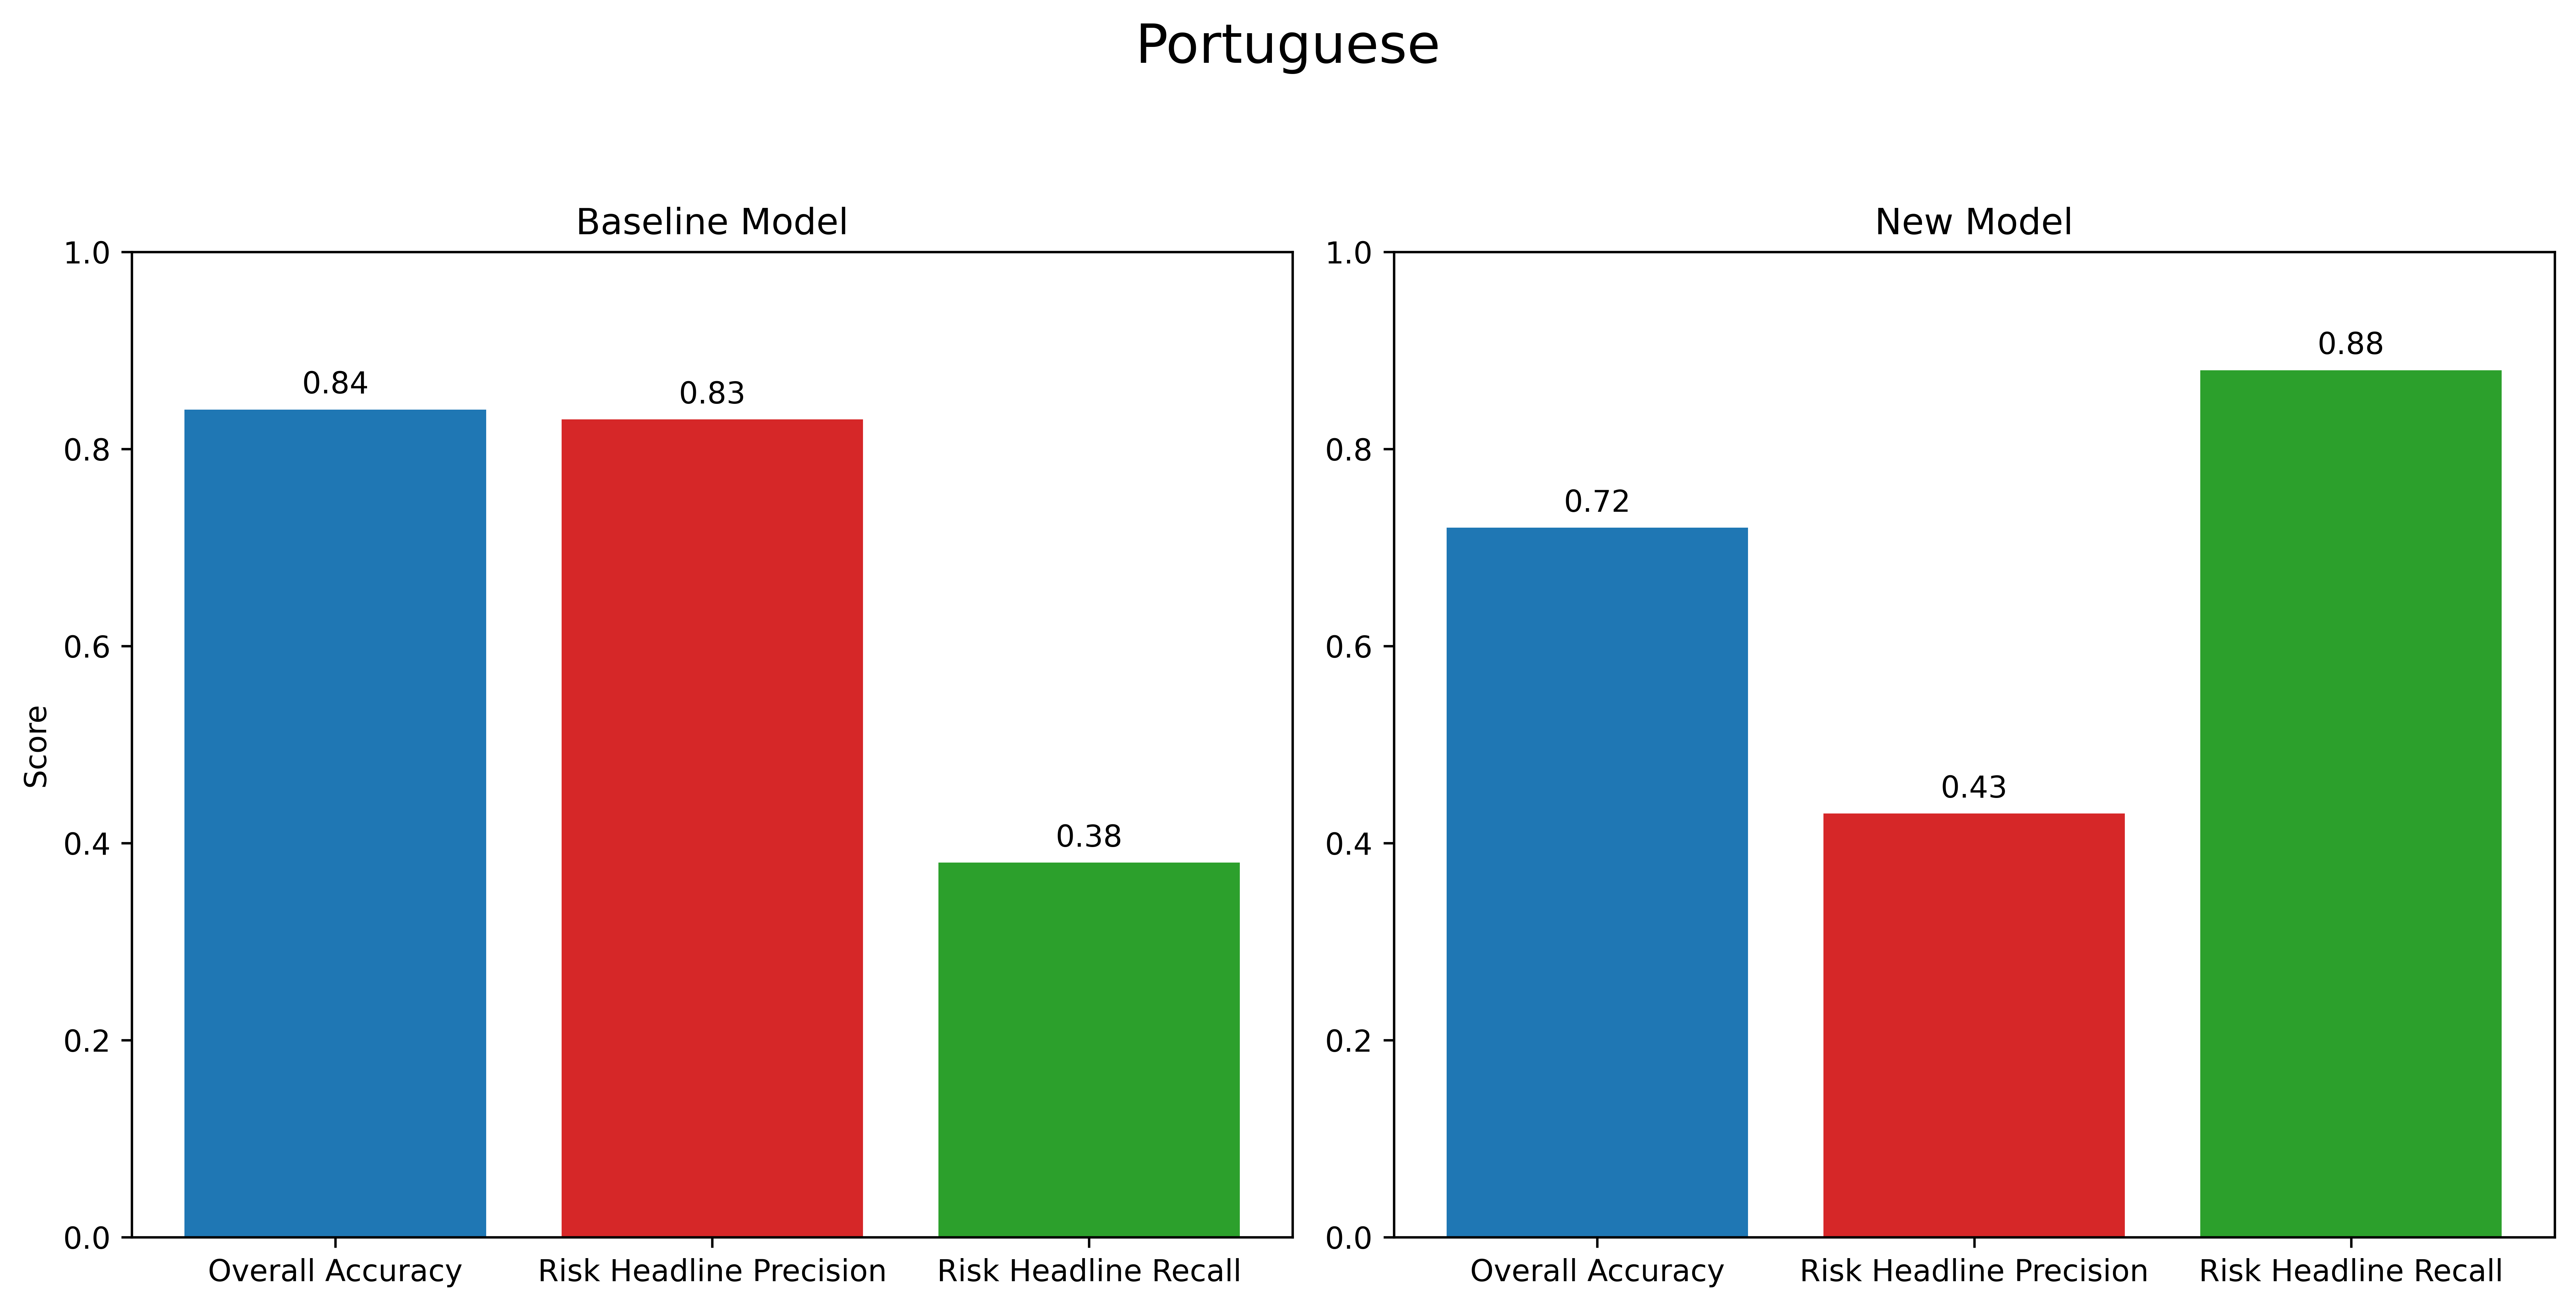 Portuguese
Baseline Model
Score
1.0
0.8
0.6
0.4
0.2
0.0
0.84
0.83
0.38
Overall Accuracy
Risk Headline Precision
Risk Headline Recall
New Model
1.0
0.8
0.6
0.4
0.2
0.0
0.72
0.43
0.88
Overall Accuracy
Risk Headline Precision
Risk Headline Recall